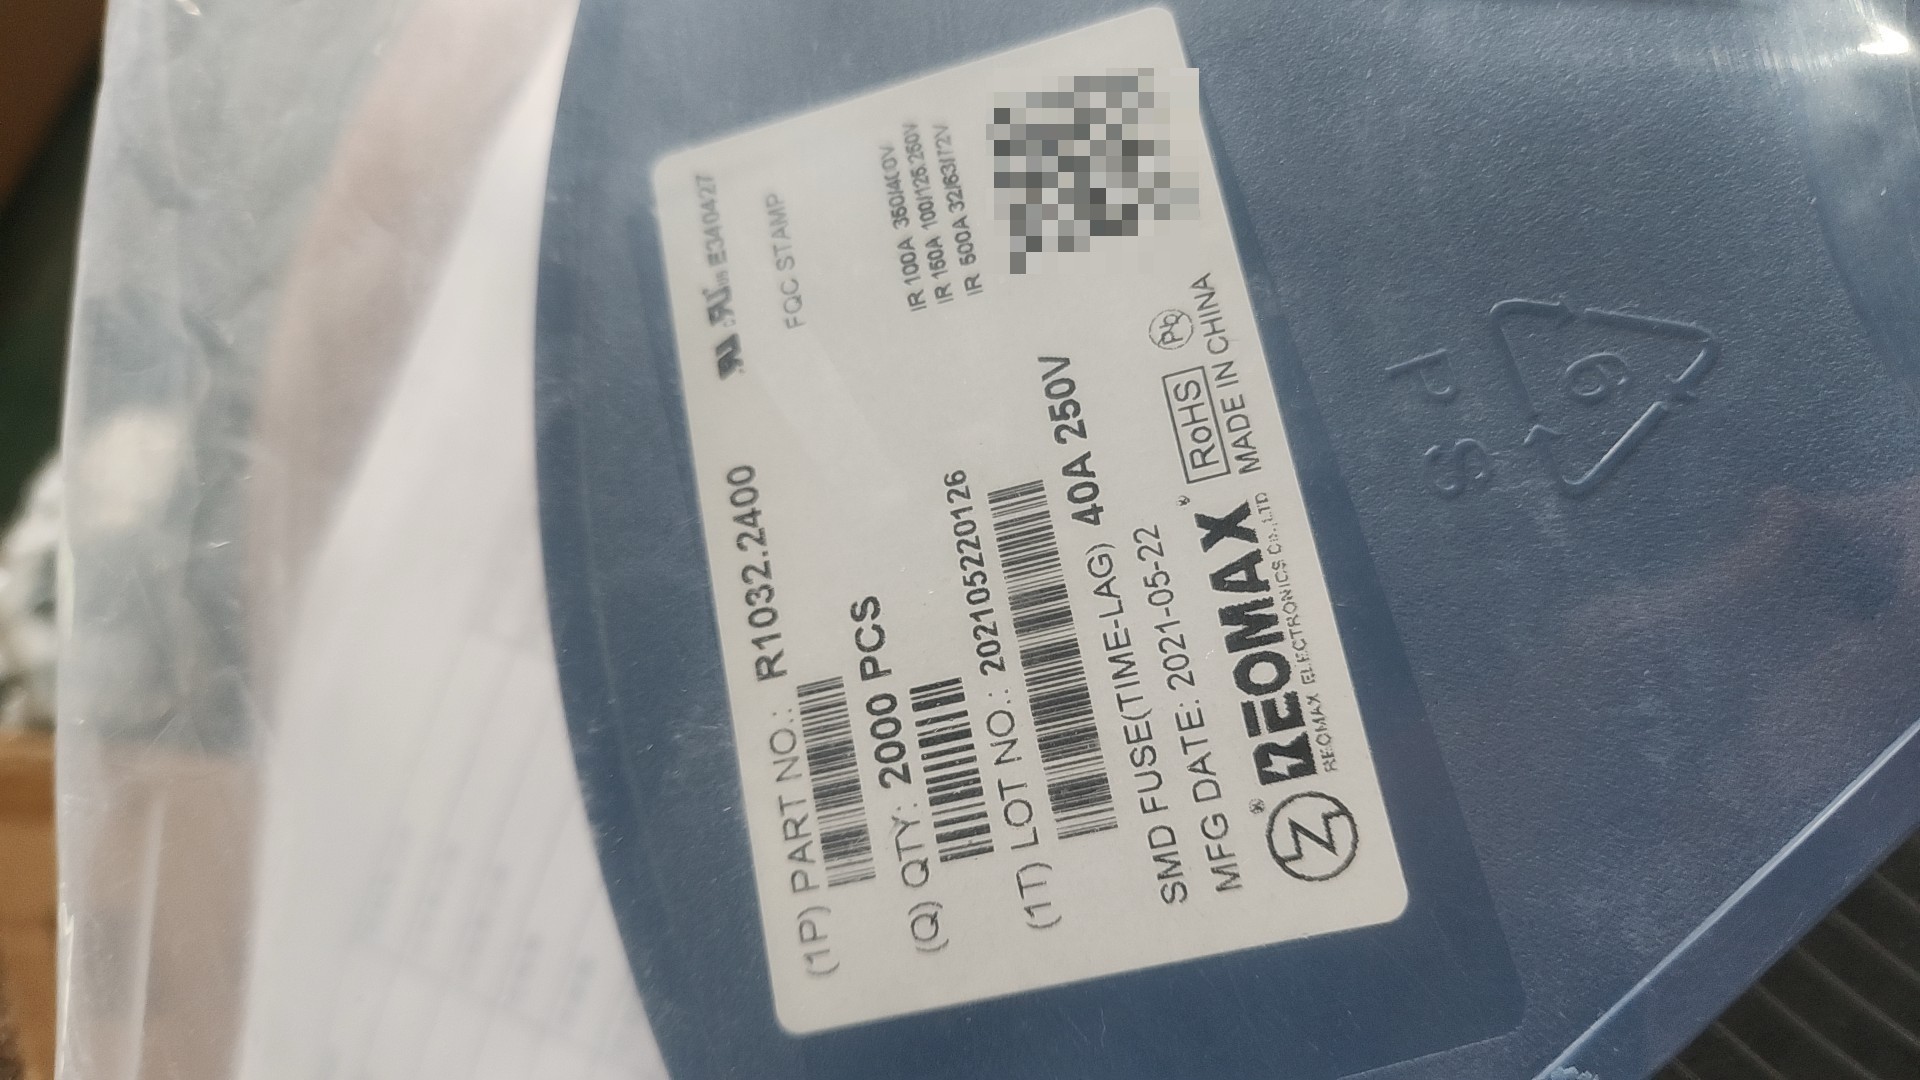 (1P) PART NO.: R1032.2400
E340427
FQC STAMP
(Q) QTY: 2000 PCS
(1T) LOT NO.: 202105220126
IR 100A 350/400V
IR 150A 100/125/250V
IR 500A 32/63/72V
SMD FUSE(TIME-LAG) 40A 250V
MFG DATE: 2021-05-22
RoHS Pb
MADE IN CHINA
Z® REOMAX®
REOMAX ELECTRONICS CO.,LTD
PS
6